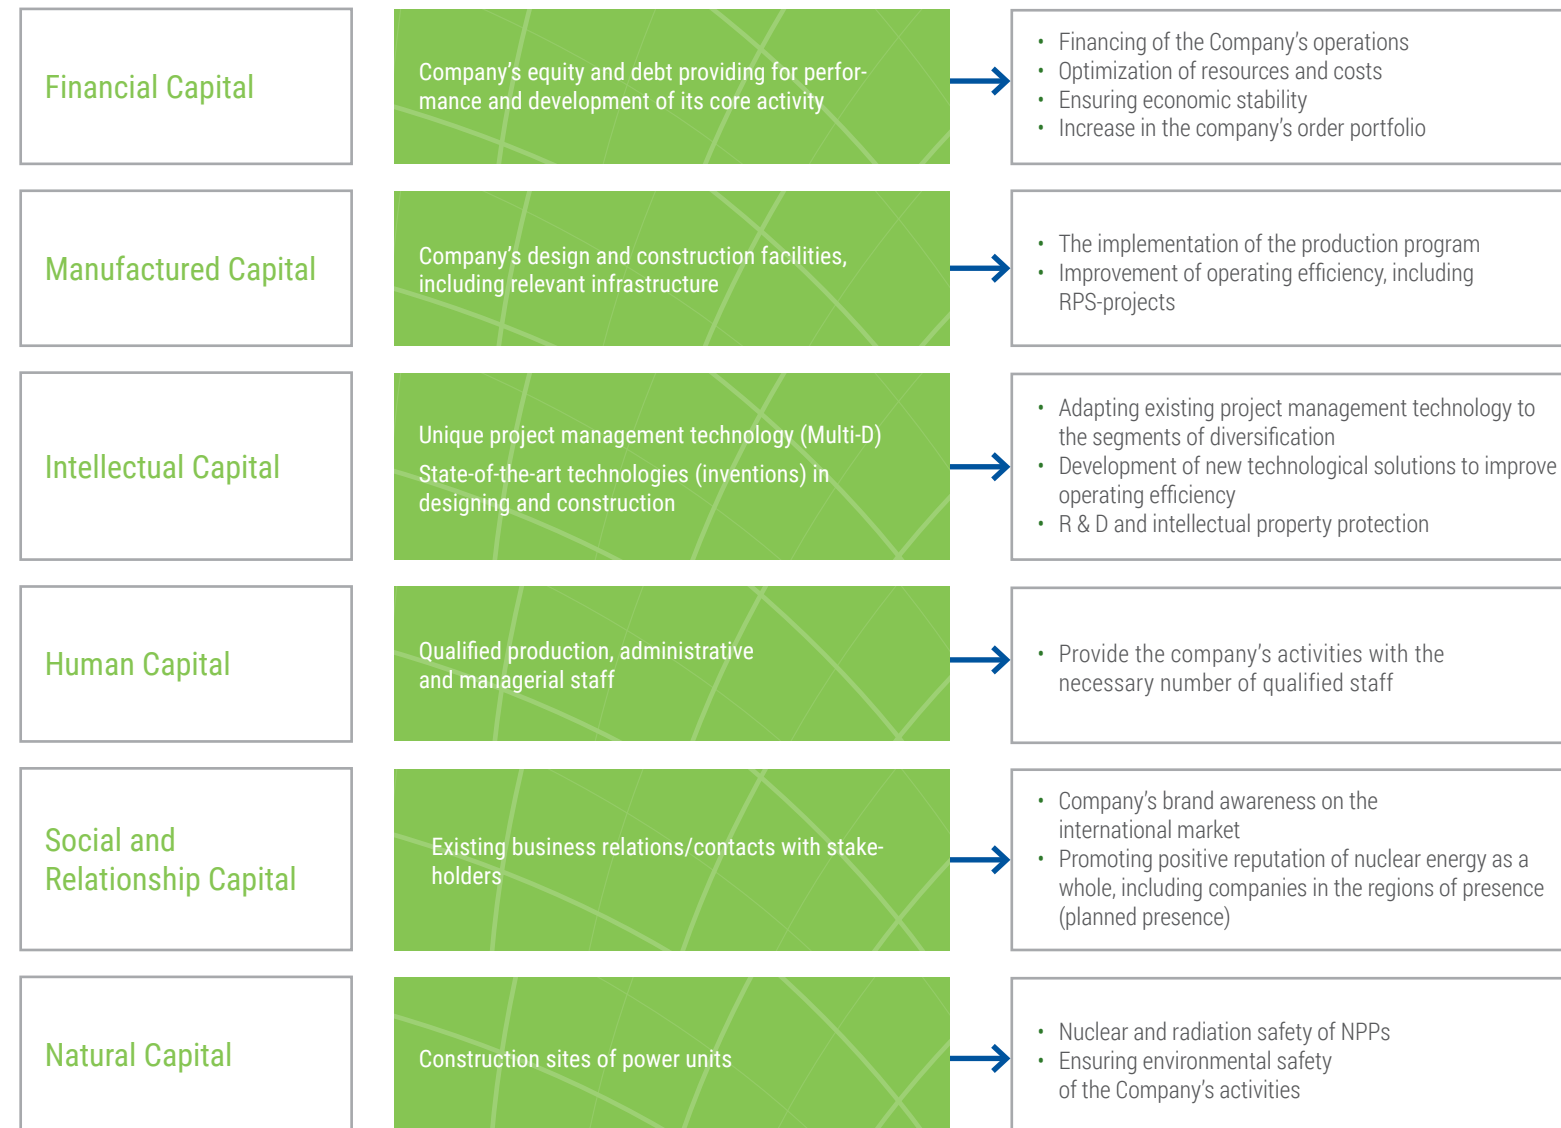 Financial Capital
Company's equity and debt providing for perfor-
mance and development of its core activity
• Financing of the Company's operations
• Optimization of resources and costs
• Ensuring economic stability
• Increase in the company's order portfolio
Manufactured Capital
Company's design and construction facilities,
including relevant infrastructure
• The implementation of the production program
• Improvement of operating efficiency, including
RPS-projects
Intellectual Capital
Unique project management technology (Multi-D)
State-of-the-art technologies (inventions) in
designing and construction
• Adapting existing project management technology to
the segments of diversification
• Development of new technological solutions to improve
operating efficiency
• R & D and intellectual property protection
Human Capital
Qualified production, administrative
and managerial staff
• Provide the company's activities with the
necessary number of qualified staff
Social and
Relationship Capital
Existing business relations/contacts with stake-
holders
• Company's brand awareness on the
international market
• Promoting positive reputation of nuclear energy as a
whole, including companies in the regions of presence
(planned presence)
Natural Capital
Construction sites of power units
• Nuclear and radiation safety of NPPs
• Ensuring environmental safety
of the Company's activities